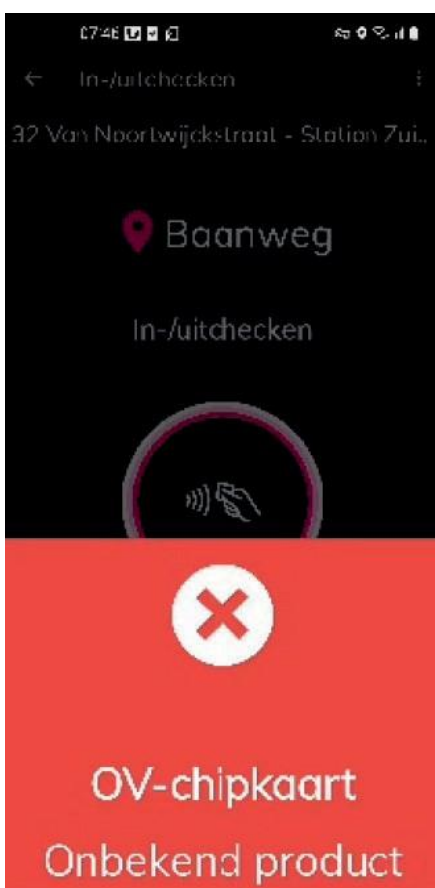 07:46
In-/uitchecken
32 Van Noortwijckstraat - Station Zui..
Baanweg
In-/uitchecken
OV-chipkaart
Onbekend product